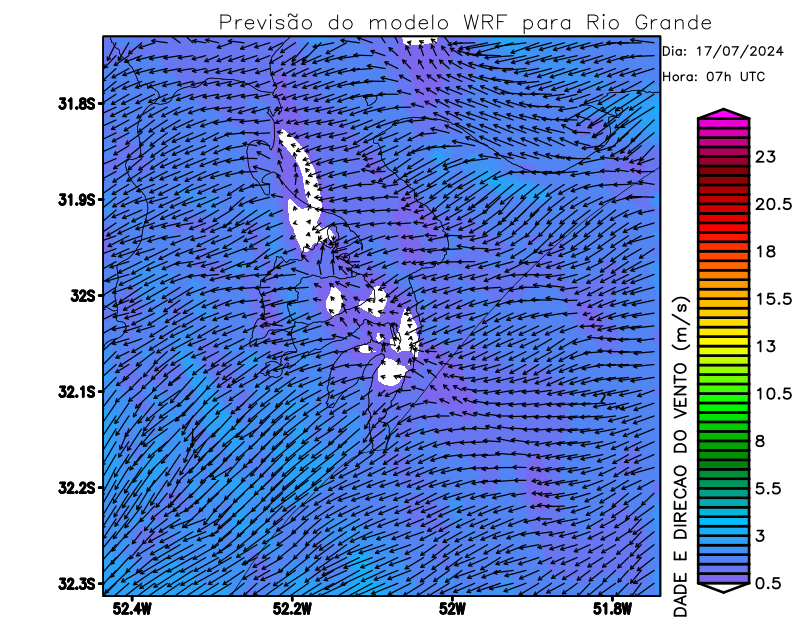 Previsão do modelo WRF para Rio Grande
Dia: 17/07/2024
Hora: 07h UTC
31.8S
31.9S
32S
32.1S
32.2S
32.3S
52.4W
52.2W
52W
51.8W
23
20.5
18
15.5
13
10.5
8
5.5
3
0.5
DADE E DIRECAO DO VENTO (m/s)